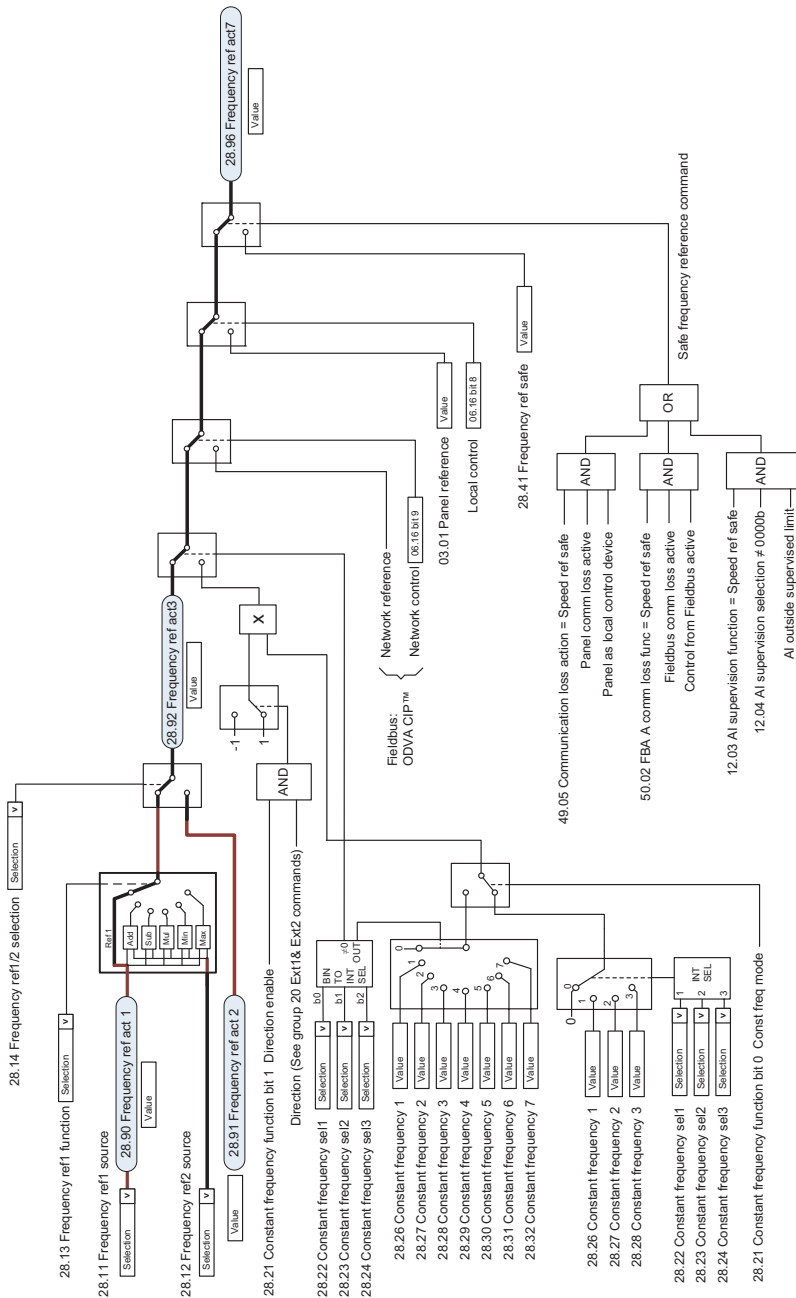 28.14 Frequency ref1/2 selection Selection v
28.13 Frequency ref1 function Selection v
28.11 Frequency ref1 source
Selection v
28.90 Frequency ref act 1
Value
28.12 Frequency ref2 source
Selection v
28.91 Frequency ref act 2
Value
Ref1
Add
Sub
Mul
Min
Max
28.92 Frequency ref act3
Value
28.96 Frequency ref act7
Value
28.21 Constant frequency function bit 1 Direction enable
Direction (See group 20 Ext1& Ext2 commands)
AND
-1
1
X
28.22 Constant frequency sel1 Selection v
28.23 Constant frequency sel2 Selection v
28.24 Constant frequency sel3 Selection v
b0
b1
b2
BIN
TO
INT
SEL
≠0
OUT
28.26 Constant frequency 1 Value
28.27 Constant frequency 2 Value
28.28 Constant frequency 3 Value
28.29 Constant frequency 4 Value
28.30 Constant frequency 5 Value
28.31 Constant frequency 6 Value
28.32 Constant frequency 7 Value
0
1
2
3
4
5
6
7
28.26 Constant frequency 1 Value
28.27 Constant frequency 2 Value
28.28 Constant frequency 3 Value
0
0
1
2
3
28.22 Constant frequency sel1 Selection v
28.23 Constant frequency sel2 Selection v
28.24 Constant frequency sel3 Selection v
1
2
3
INT
SEL
28.21 Constant frequency function bit 0 Const freq mode
Fieldbus:
ODVA CIP™
Network reference
Network control 06.16 bit 9
03.01 Panel reference Value
Local control 06.16 bit 8
28.41 Frequency ref safe Value
49.05 Communication loss action = Speed ref safe
Panel comm loss active
Panel as local control device
AND
50.02 FBA A comm loss func = Speed ref safe
Fieldbus comm loss active
Control from Fieldbus active
AND
12.03 AI supervision function = Speed ref safe
12.04 AI supervision selection ≠ 0000b
AI outside supervised limit
AND
OR
Safe frequency reference command